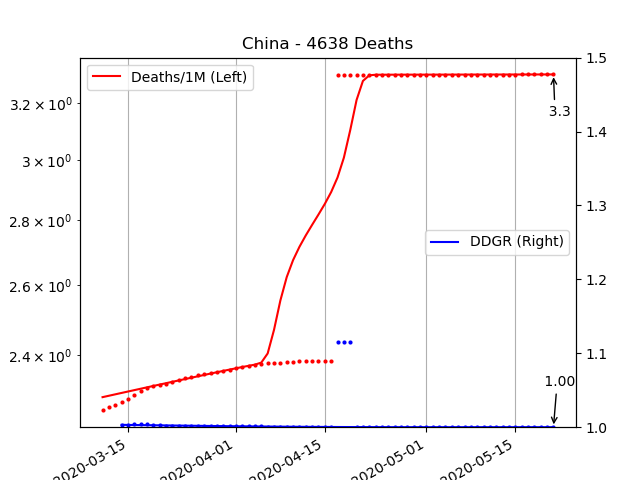 China - 4638 Deaths
Deaths/1M (Left)
DDGR (Right)
3.2 × 10⁰
3 × 10⁰
2.8 × 10⁰
2.6 × 10⁰
2.4 × 10⁰
1.5
1.4
1.3
1.2
1.1
1.0
3.3
1.00
2020-03-15
2020-04-01
2020-04-15
2020-05-01
2020-05-15